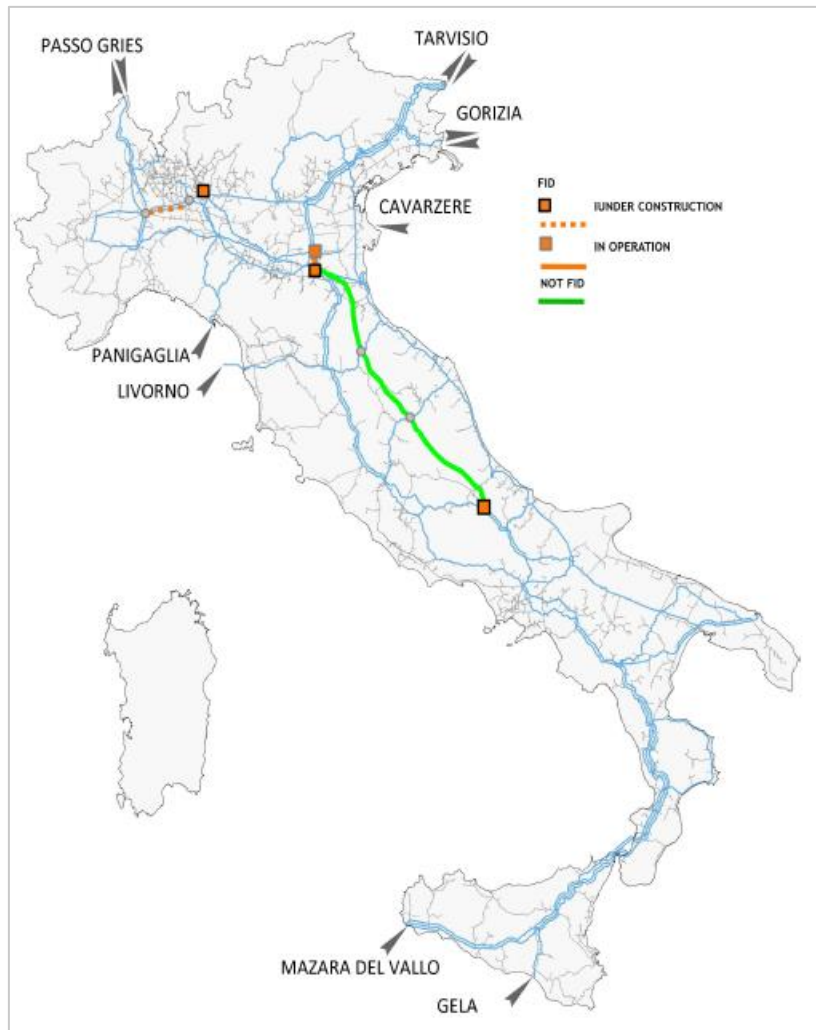 PASSO GRIES
TARVISIO
GORIZIA
CAVARZERE
PANIGAGLIA
LIVORNO
MAZARA DEL VALLO
GELA
FID
IUNDER CONSTRUCTION
IN OPERATION
NOT FID